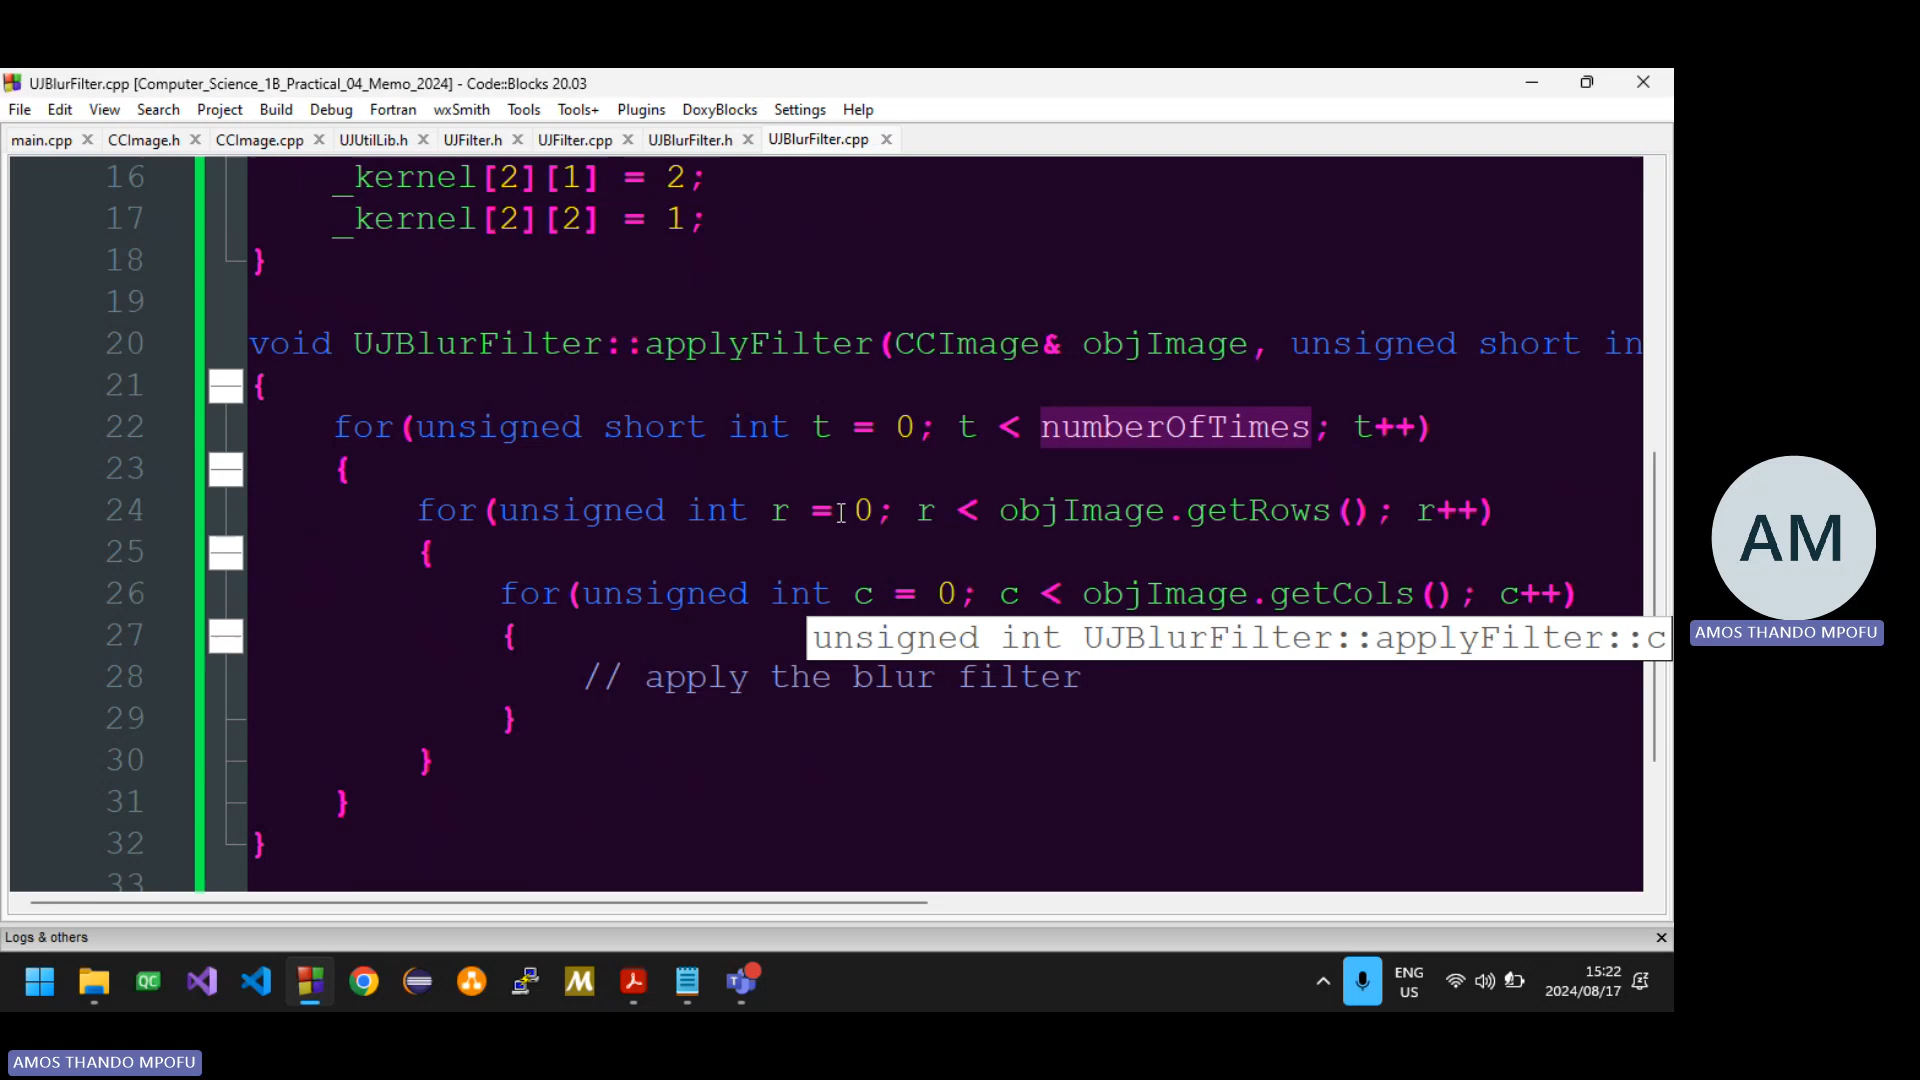 UJBlurFilter.cpp [Computer_Science_1B_Practical_04_Memo_2024] - Code::Blocks 20.03
File Edit View Search Project Build Debug Fortran wxSmith Tools Tools+ Plugins DoxyBlocks Settings Help
main.cpp CCImage.h CCImage.cpp UJUtilLib.h UJFilter.h UJFilter.cpp UJBlurFilter.h UJBlurFilter.cpp
16 _kernel[2][1] = 2;
17 _kernel[2][2] = 1;
18 }
19
20 void UJBlurFilter::applyFilter(CCImage& objImage, unsigned short in
21 {
22 for(unsigned short int t = 0; t < numberOfTimes; t++)
23 {
24 for(unsigned int r = 0; r < objImage.getRows(); r++)
25 {
26 for(unsigned int c = 0; c < objImage.getCols(); c++)
27 {
unsigned int UJBlurFilter::applyFilter::c
28 // apply the blur filter
29 }
30 }
31 }
32 }
33
Logs & others
QC
M
ENG
US
15:22
2024/08/17
AM
AMOS THANDO MPOFU
AMOS THANDO MPOFU